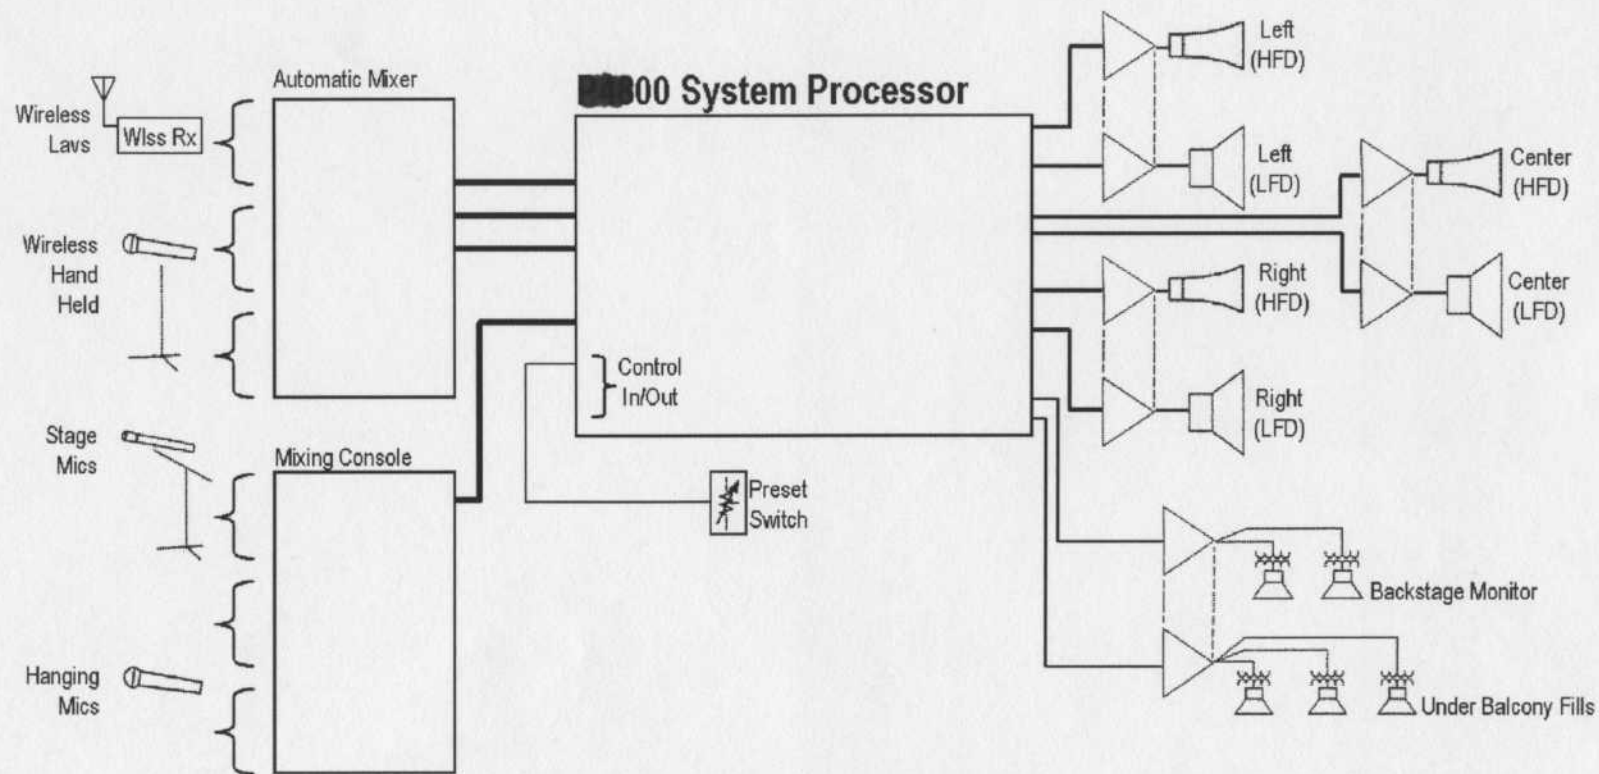 Automatic Mixer
00 System Processor
Wireless
Lavs
Wlss Rx
Wireless
Hand
Held
Stage
Mics
Mixing Console
Hanging
Mics
Control
In/Out
Preset
Switch
Left
(HFD)
Left
(LFD)
Center
(HFD)
Center
(LFD)
Right
(HFD)
Right
(LFD)
Backstage Monitor
Under Balcony Fills